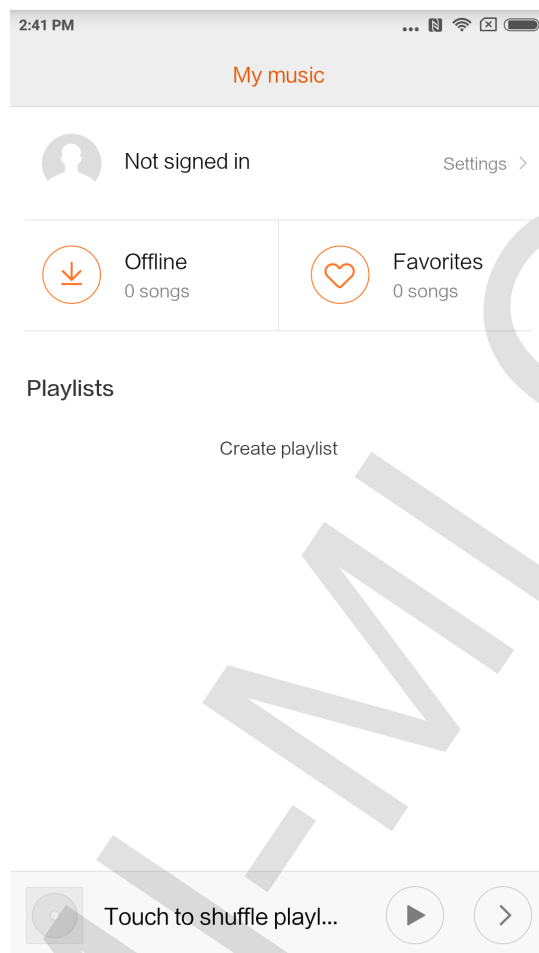 2:41 PM
My music
Not signed in
Settings
Offline
0 songs
Favorites
0 songs
Playlists
Create playlist
Touch to shuffle playl...